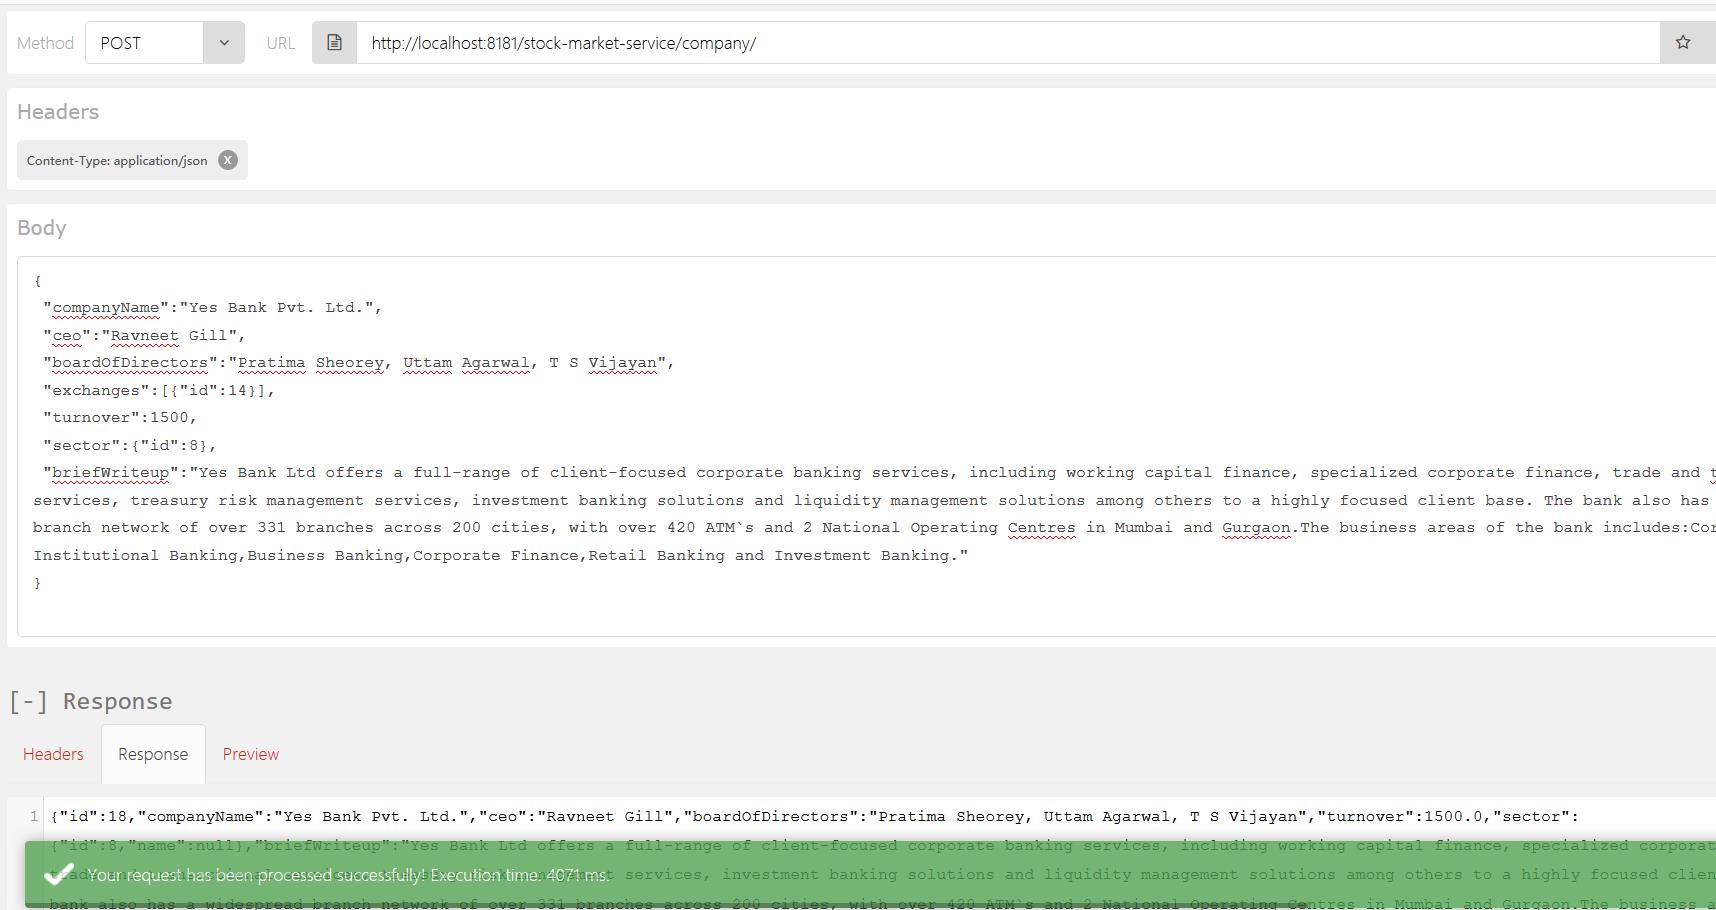 Method POST URL http://localhost:8181/stock-market-service/company/
Headers
Content-Type: application/json X
Body
{
"companyName":"Yes Bank Pvt. Ltd.",
"ceo":"Ravneet Gill",
"boardOfDirectors":"Pratima Sheorey, Uttam Agarwal, T S Vijayan",
"exchanges":[{"id":14}],
"turnover":1500,
"sector":{"id":8},
"briefWriteup":"Yes Bank Ltd offers a full-range of client-focused corporate banking services, including working capital finance, specialized corporate finance, trade and t
services, treasury risk management services, investment banking solutions and liquidity management solutions among others to a highly focused client base. The bank also has
branch network of over 331 branches across 200 cities, with over 420 ATM`s and 2 National Operating Centres in Mumbai and Gurgaon.The business areas of the bank includes:Cor
Institutional Banking,Business Banking,Corporate Finance,Retail Banking and Investment Banking."
}
[-] Response
Headers Response Preview
1 {"id":18,"companyName":"Yes Bank Pvt. Ltd.","ceo":"Ravneet Gill","boardOfDirectors":"Pratima Sheorey, Uttam Agarwal, T S Vijayan","turnover":1500.0,"sector":
{"id":8,"name":null},"briefWriteup":"Yes Bank Ltd offers a full-range of client-focused corporate banking services, including working capital finance, specialized corporat
Your request has been processed successfully! Execution time: 4071 ms.
services, investment banking solutions and liquidity management solutions among others to a highly focused clien
bank also has a widespread branch network of over 331 branches across 200 cities, with over 420 ATM`s and 2 National Operating Centres in Mumbai and Gurgaon.The business a